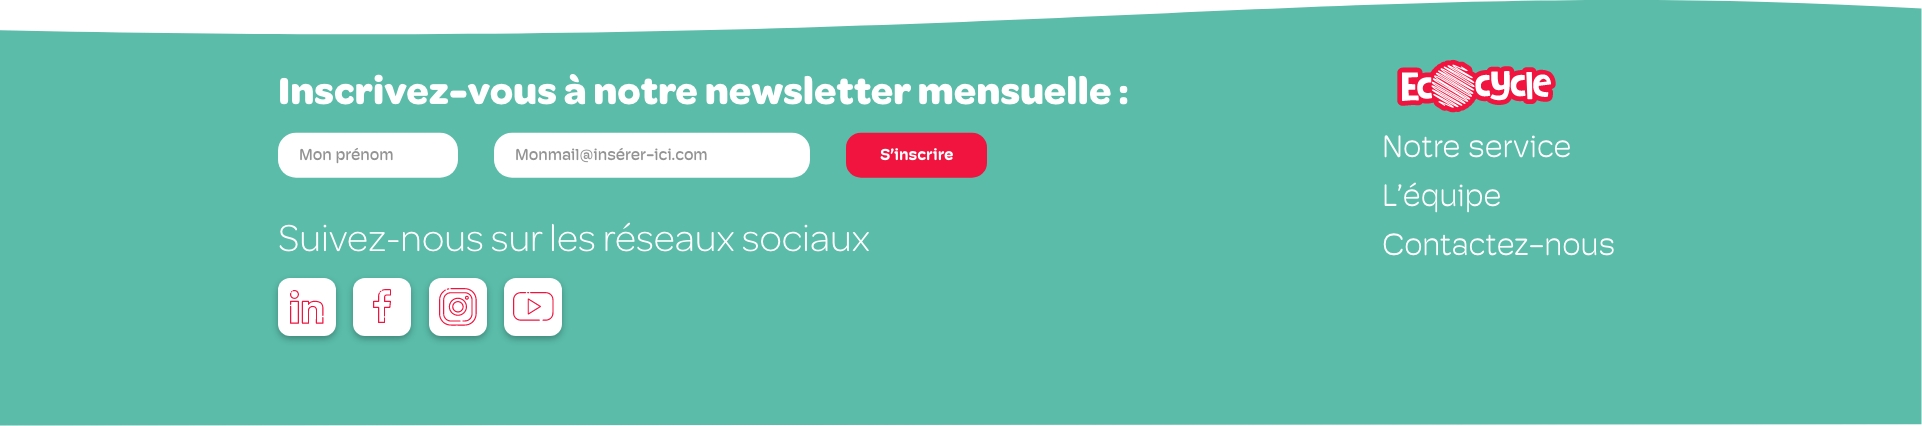 Inscrivez-vous à notre newsletter mensuelle :
Mon prénom
Monmail@insérer-ici.com
S'inscrire
Suivez-nous sur les réseaux sociaux
in
f
Ecocycle
Notre service
L'équipe
Contactez-nous